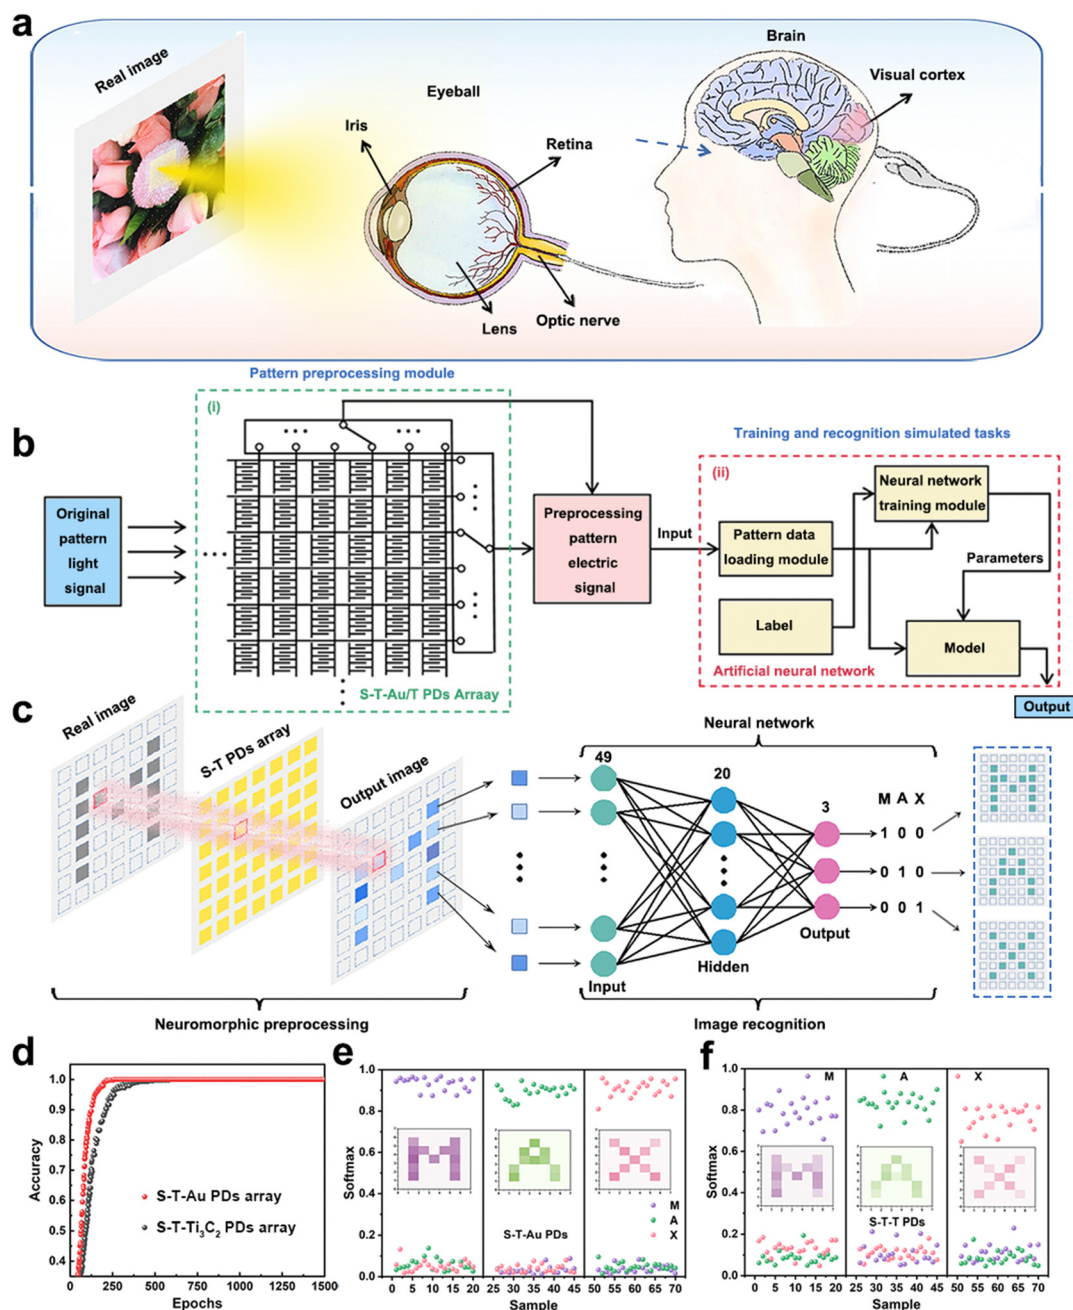 a
Real image
Eyeball
Iris
Retina
Lens
Optic nerve
Brain
Visual cortex
b
Pattern preprocessing module
(i)
Original
pattern
light
signal
S-T-Au/T PDs Arraay
Preprocessing
pattern
electric
signal
Input
Training and recognition simulated tasks
(ii)
Pattern data
loading module
Neural network
training module
Label
Parameters
Model
Artificial neural network
Output
c
Real image
S-T PDs array
Output image
Neural network
49
20
3
M A X
1 0 0
0 1 0
0 0 1
Input
Hidden
Output
Neuromorphic preprocessing
Image recognition
d
Accuracy
1.0
0.9
0.8
0.7
0.6
0.5
0.4
S-T-Au PDs array
S-T-Ti3C2 PDs array
0 250 500 750 1000 1250 1500
Epochs
e
Softmax
1.0
0.8
0.6
0.4
0.2
0.0
S-T-Au PDs
M
A
X
0 5 10 15 20 25 30 35 40 45 50 55 60 65 70
Sample
f
Softmax
1.0
0.8
0.6
0.4
0.2
0.0
M
A
X
S-T-T PDs
0 5 10 15 20 25 30 35 40 45 50 55 60 65 70
Sample